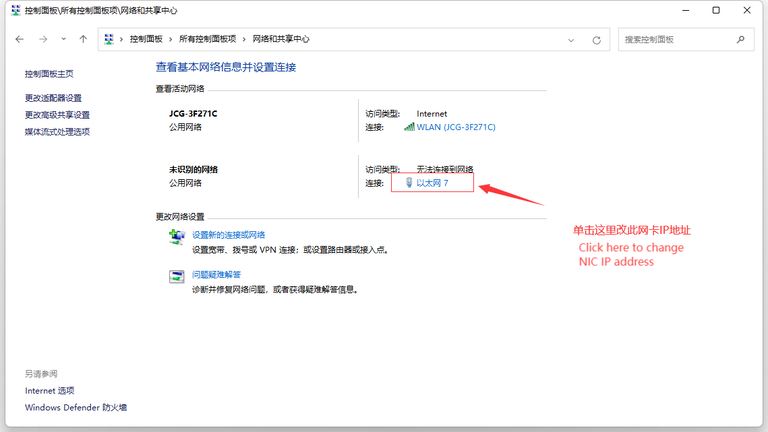 控制面板\所有控制面板项\网络和共享中心
控制面板 > 所有控制面板项 > 网络和共享中心
搜索控制面板
控制面板主页
更改适配器设置
更改高级共享设置
媒体流式处理选项
查看基本网络信息并设置连接
查看活动网络
JCG-3F271C
公用网络
访问类型: Internet
连接: WLAN (JCG-3F271C)
未识别的网络
公用网络
访问类型: 无法连接到网络
连接: 以太网 7
单击这里改此网卡IP地址
Click here to change
NIC IP address
更改网络设置
设置新的连接或网络
设置宽带、拨号或 VPN 连接；或设置路由器或接入点。
问题疑难解答
诊断并修复网络问题，或者获得疑难解答信息。
另请参阅
Internet 选项
Windows Defender 防火墙